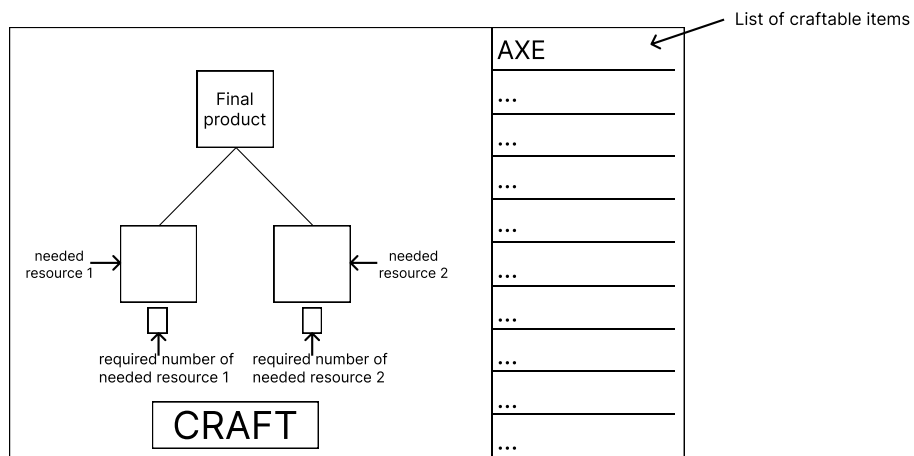 List of craftable items
AXE
...
...
...
...
...
...
...
...
...
Final
product
needed
resource 1
needed
resource 2
required number of
needed resource 1
required number of
needed resource 2
CRAFT